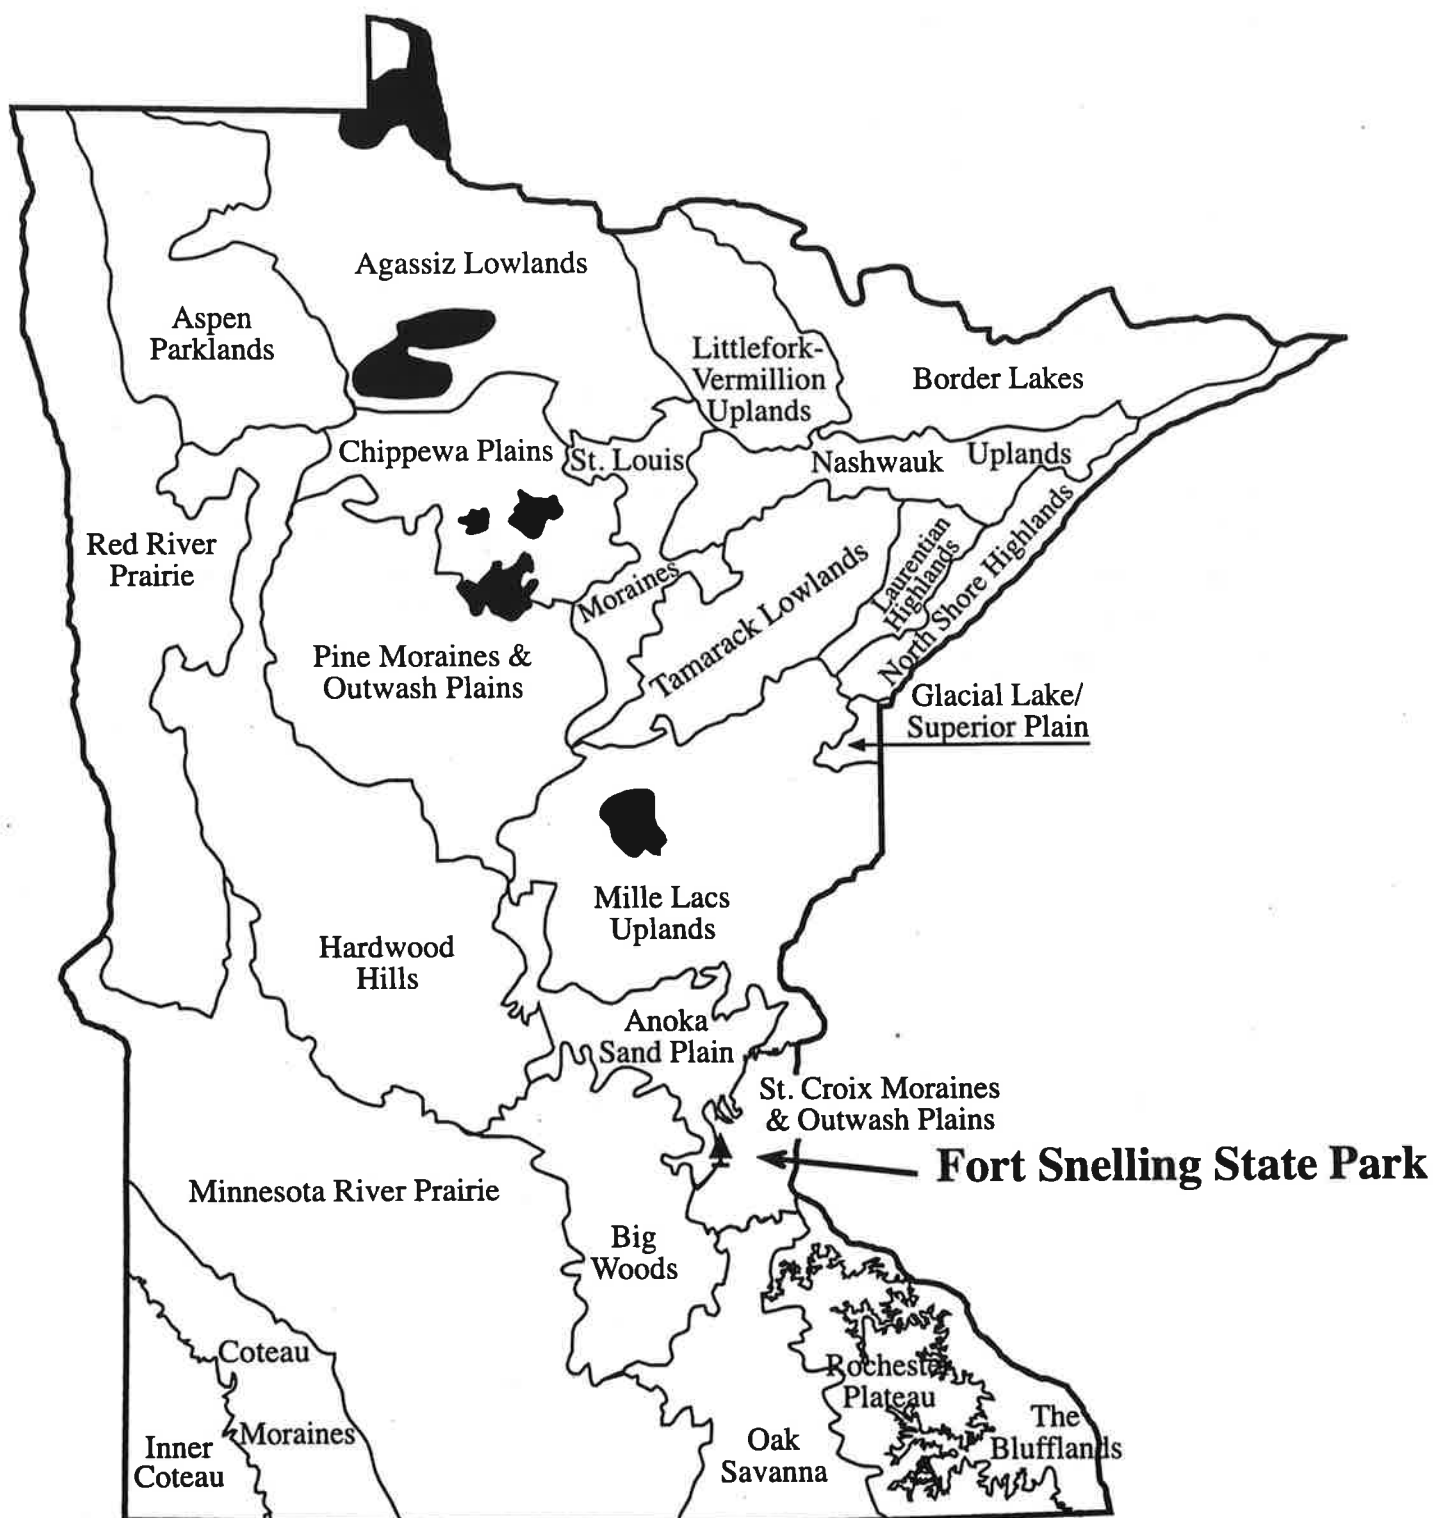 Agassiz Lowlands
Aspen
Parklands
Littlefork-
Vermillion
Uplands
Border Lakes
Chippewa Plains
St. Louis
Moraines
Nashwauk Uplands
Red River
Prairie
Laurentian
Highlands
North Shore Highlands
Tamarack Lowlands
Pine Moraines &
Outwash Plains
Glacial Lake/
Superior Plain
Mille Lacs
Uplands
Hardwood
Hills
Anoka
Sand Plain
St. Croix Moraines
& Outwash Plains
Fort Snelling State Park
Minnesota River Prairie
Big
Woods
Coteau
Moraines
Inner
Coteau
Rochester
Plateau
The
Blufflands
Oak
Savanna